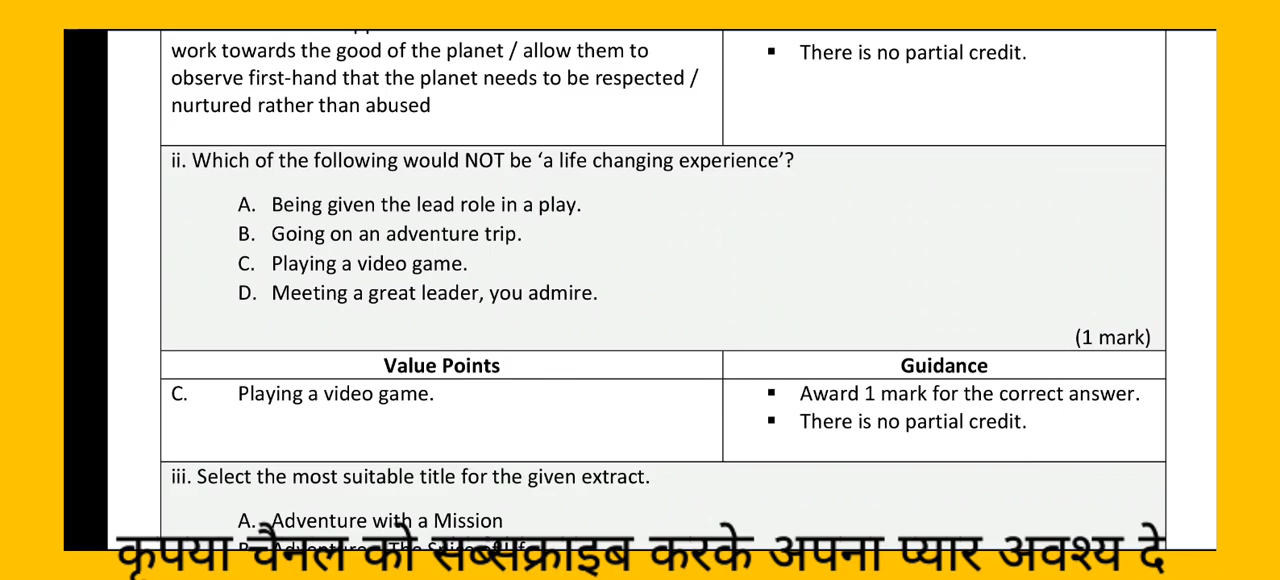 work towards the good of the planet / allow them to
observe first-hand that the planet needs to be respected /
nurtured rather than abused
▪ There is no partial credit.
ii. Which of the following would NOT be ‘a life changing experience’?
A. Being given the lead role in a play.
B. Going on an adventure trip.
C. Playing a video game.
D. Meeting a great leader, you admire.
(1 mark)
Value Points
Guidance
C. Playing a video game.
▪ Award 1 mark for the correct answer.
▪ There is no partial credit.
iii. Select the most suitable title for the given extract.
A. Adventure with a Mission
कृपया चैनल को सब्सक्राइब करके अपना प्यार अवश्य दे